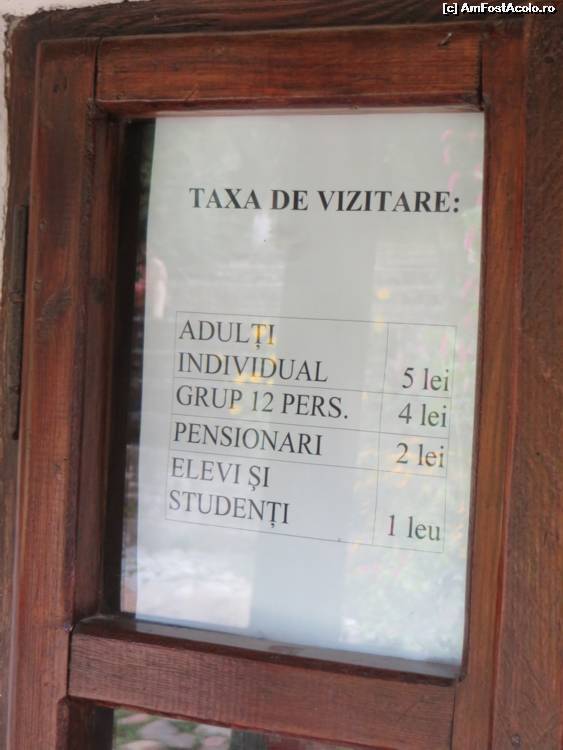 [c] AmFostAcolo.ro
TAXA DE VIZITARE:
ADULȚI
INDIVIDUAL 5 lei
GRUP 12 PERS. 4 lei
PENSIONARI 2 lei
ELEVI ŞI
STUDENȚI 1 leu